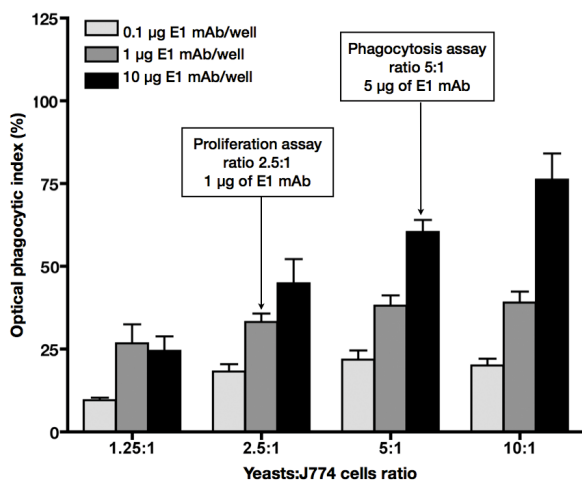 125
100
75
50
25
0
Optical phagocytic index (%)
0.1 µg E1 mAb/well
1 µg E1 mAb/well
10 µg E1 mAb/well
Phagocytosis assay
ratio 5:1
5 µg of E1 mAb
Proliferation assay
ratio 2.5:1
1 µg of E1 mAb
1.25:1
2.5:1
5:1
10:1
Yeasts:J774 cells ratio